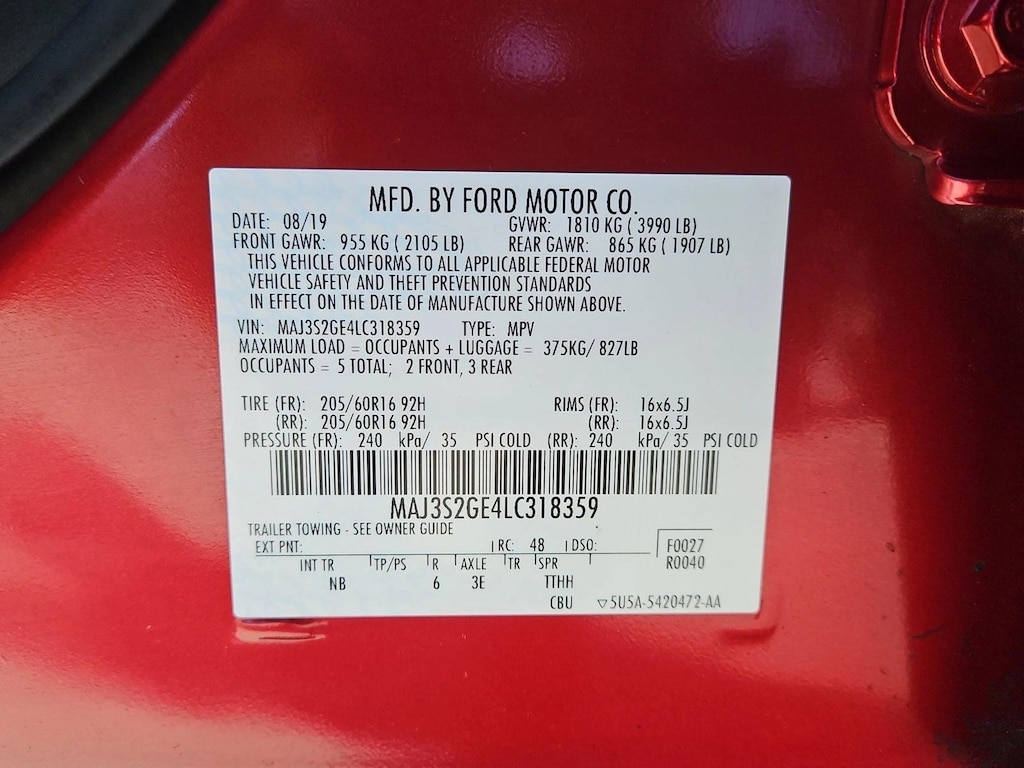 MFD. BY FORD MOTOR CO.
DATE: 08/19 GVWR: 1810 KG ( 3990 LB)
FRONT GAWR: 955 KG ( 2105 LB) REAR GAWR: 865 KG ( 1907 LB)
THIS VEHICLE CONFORMS TO ALL APPLICABLE FEDERAL MOTOR
VEHICLE SAFETY AND THEFT PREVENTION STANDARDS
IN EFFECT ON THE DATE OF MANUFACTURE SHOWN ABOVE.
VIN: MAJ3S2GE4LC318359 TYPE: MPV
MAXIMUM LOAD = OCCUPANTS + LUGGAGE = 375KG/ 827LB
OCCUPANTS = 5 TOTAL; 2 FRONT, 3 REAR
TIRE (FR): 205/60R16 92H RIMS (FR): 16x6.5J
(RR): 205/60R16 92H (RR): 16x6.5J
PRESSURE (FR): 240 kPa/ 35 PSI COLD (RR): 240 kPa/ 35 PSI COLD
MAJ3S2GE4LC318359
TRAILER TOWING - SEE OWNER GUIDE
EXT PNT: RC: 48 DSO: F0027
INT TR TP/PS R AXLE TR SPR R0040
NB 6 3E TTHH
CBU ▽5U5A-5420472-AA